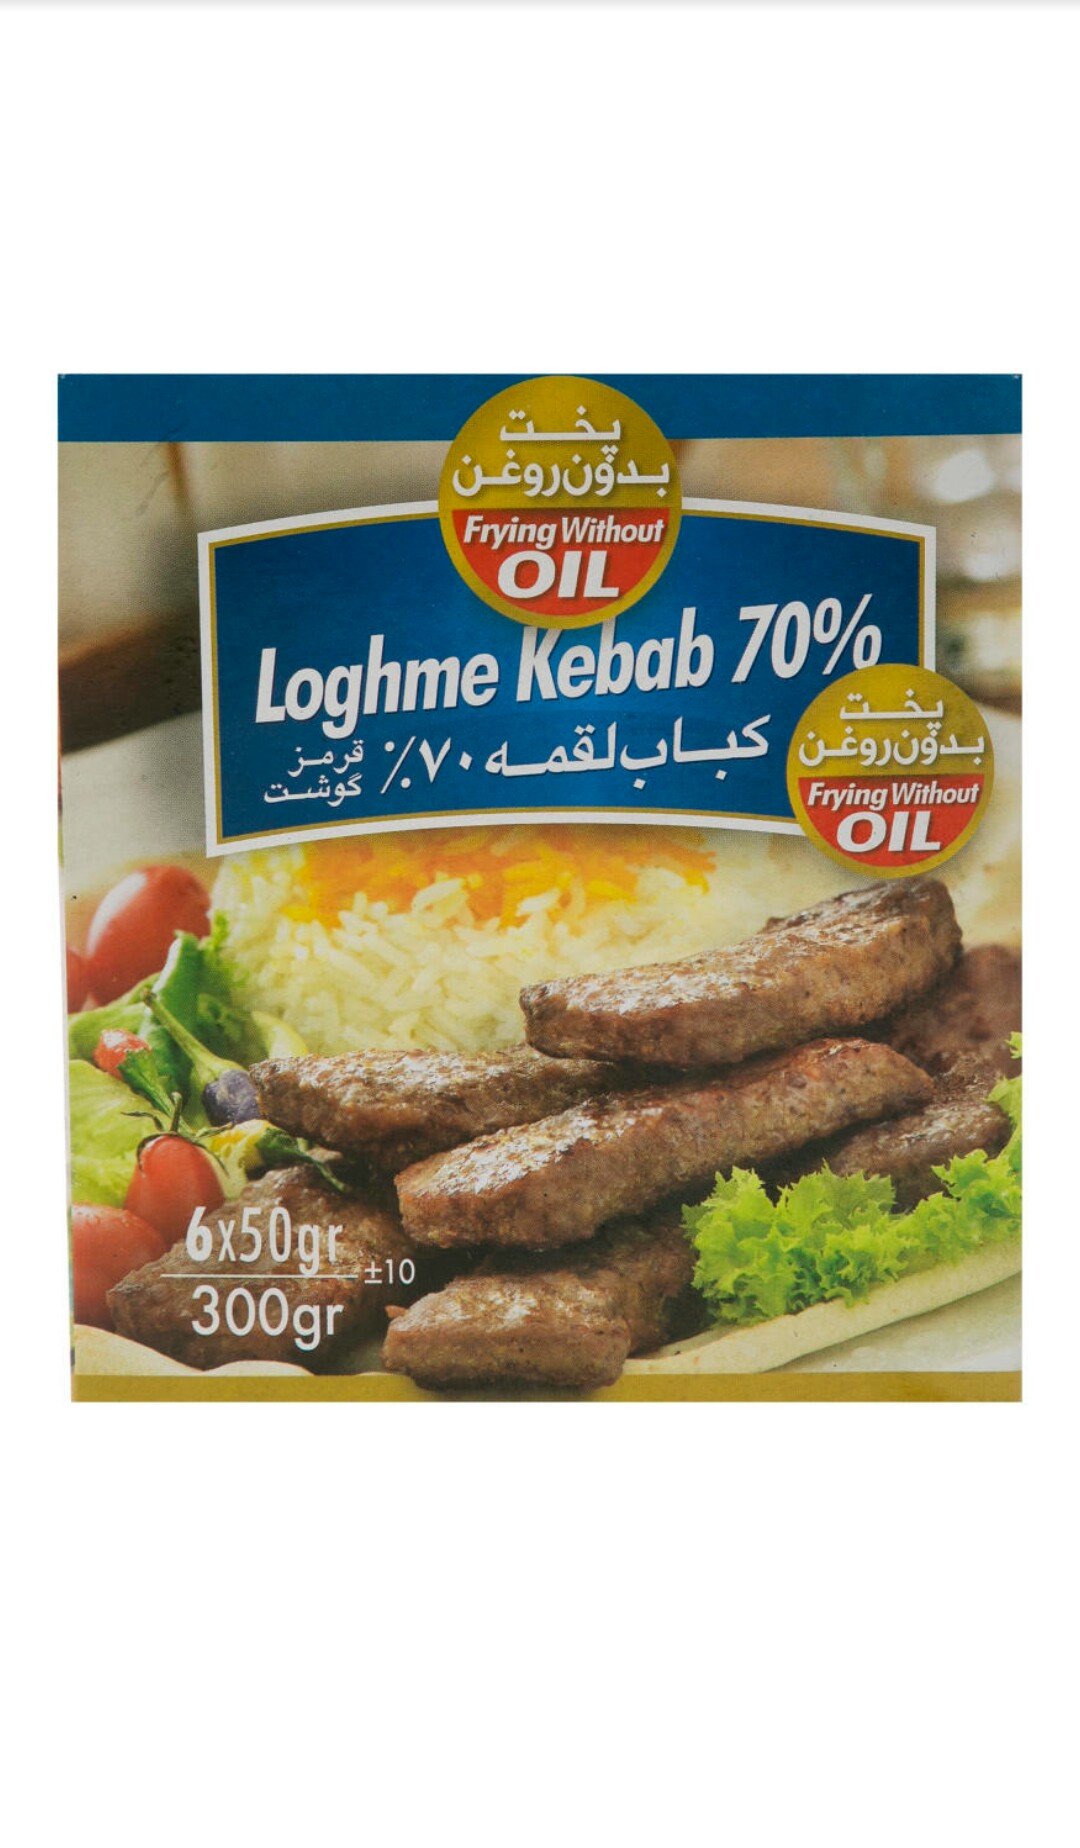 پخت
بدون روغن
Frying Without
OIL
Loghme Kebab 70%
کباب لقمه ۷۰٪
قرمز
گوشت
پخت
بدون روغن
Frying Without
OIL
6x50gr
300gr
±10